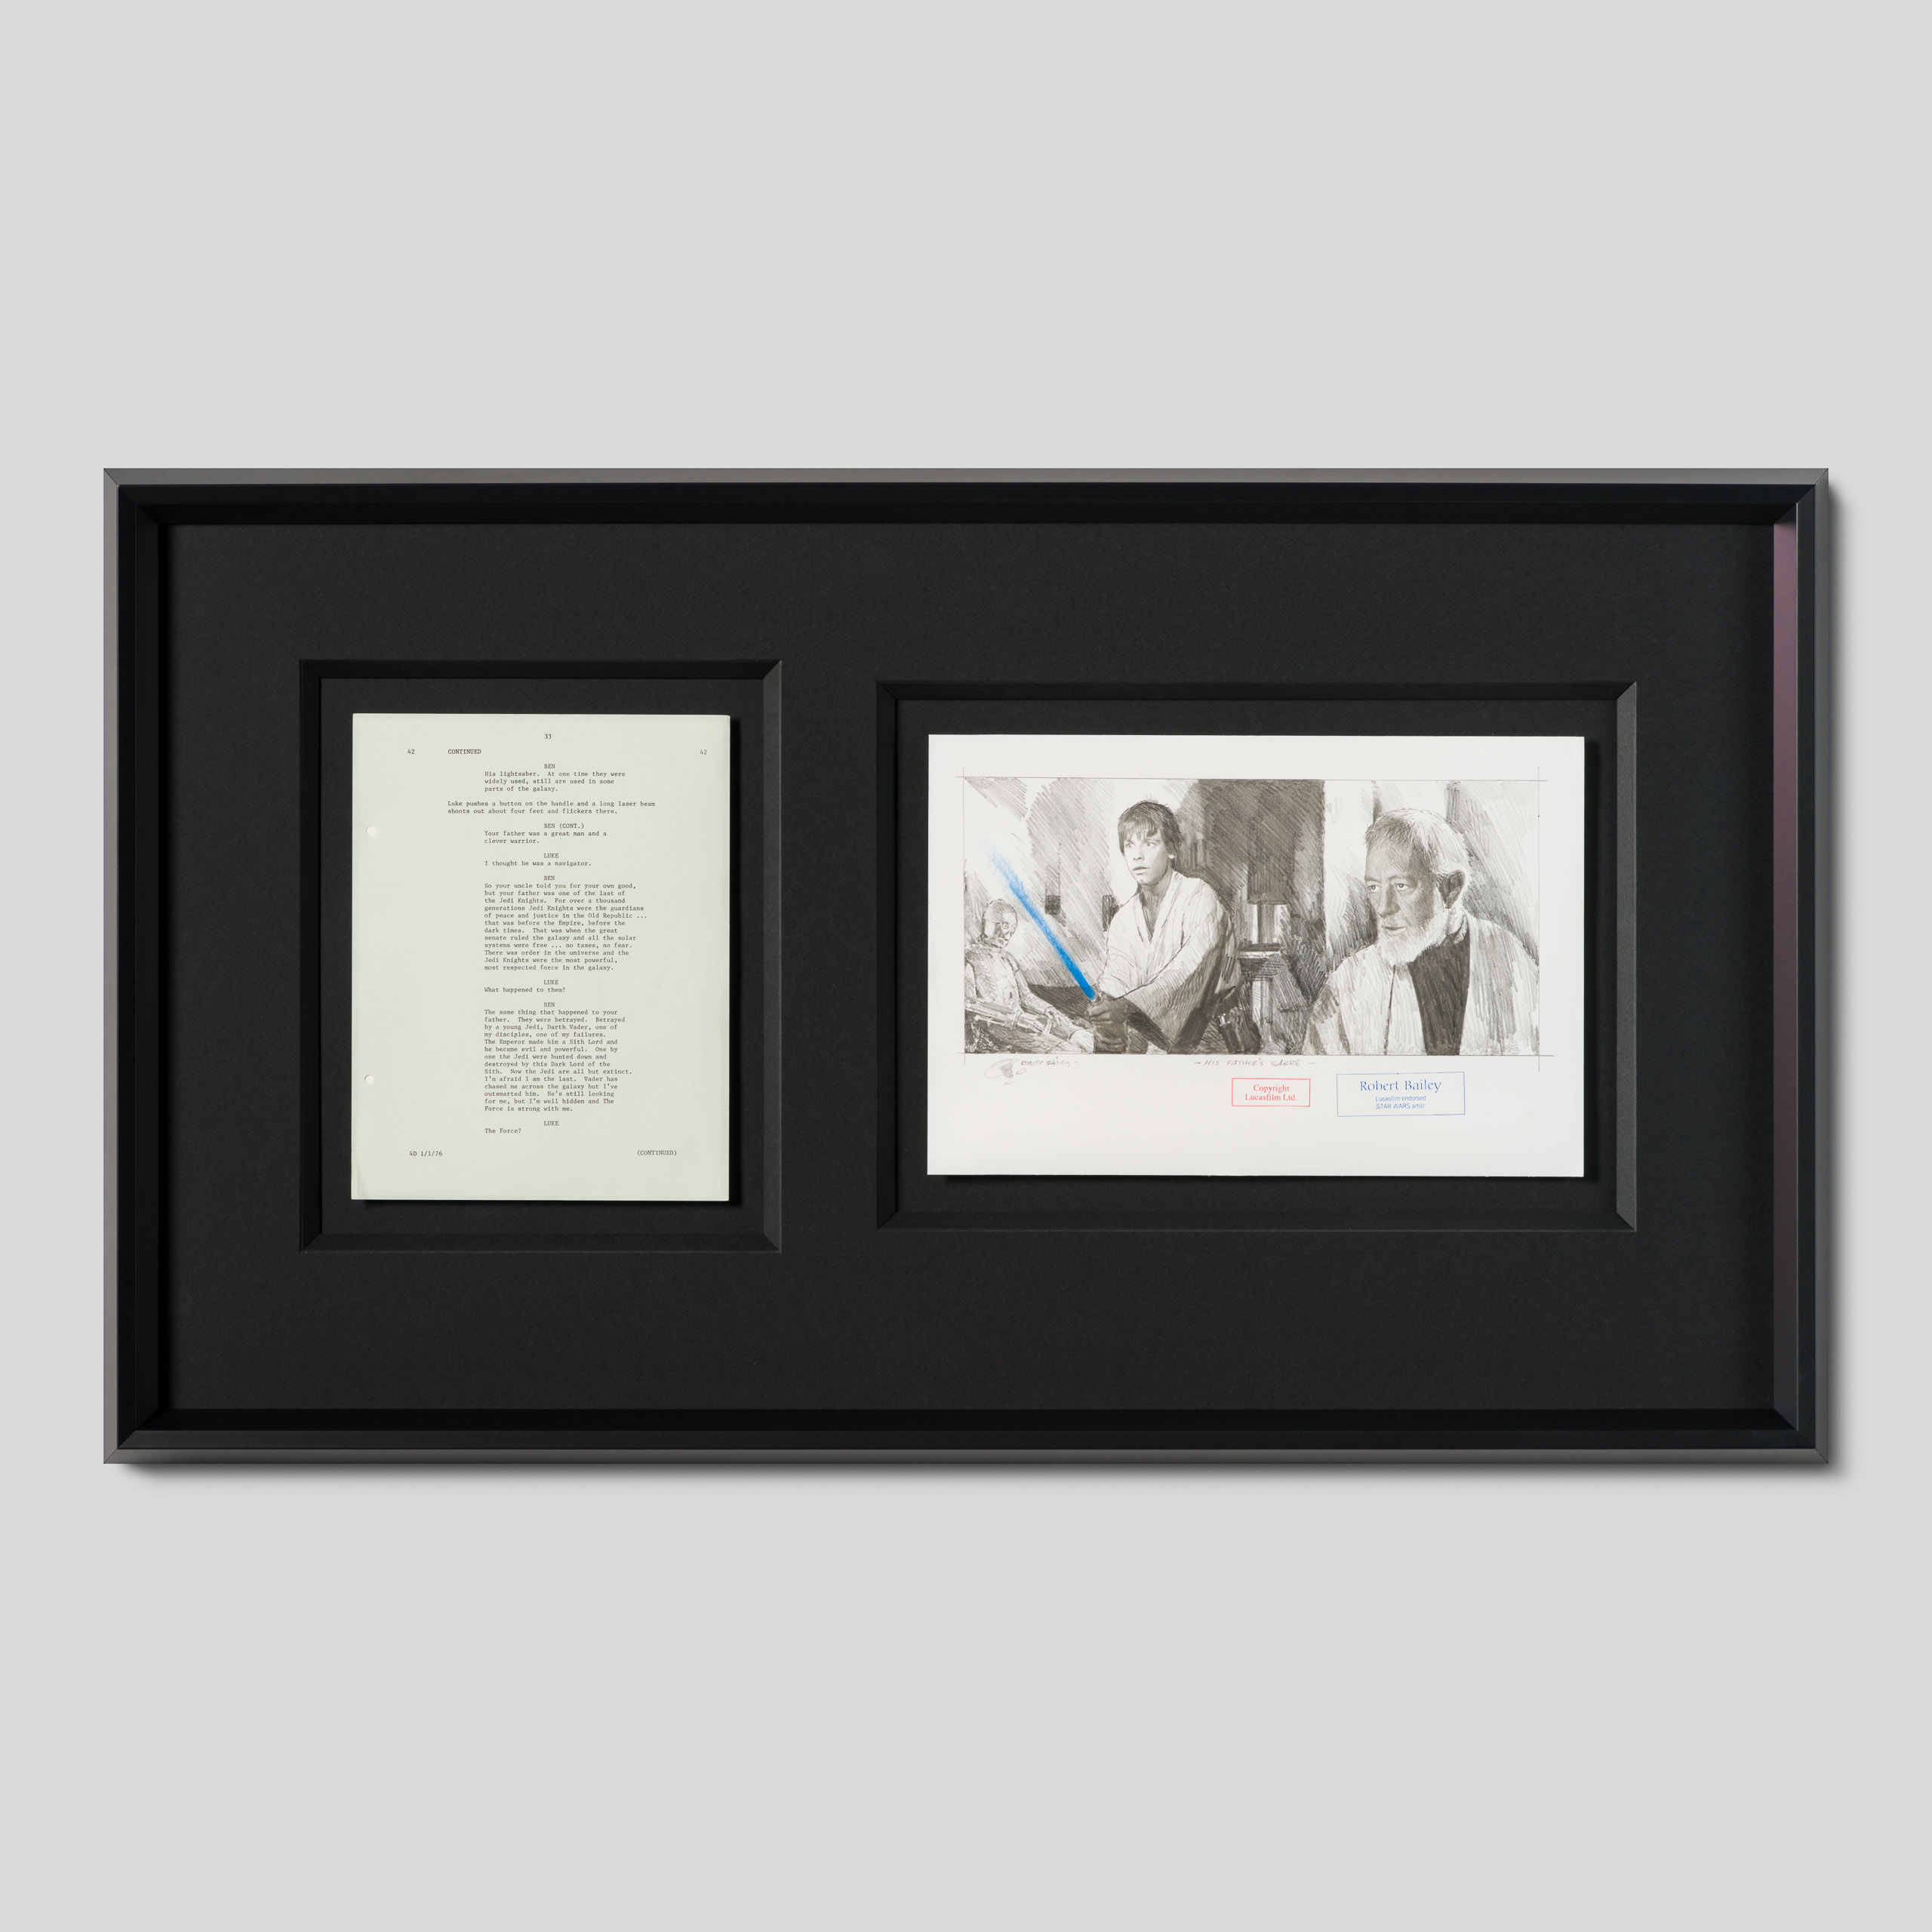 33
42 CONTINUED 42
BEN
His lightsaber. At one time they were
widely used, still are used in some
parts of the galaxy.
Luke pushes a button on the handle and a long laser beam
shoots out about four feet and flickers there.
BEN (CONT.)
Your father was a great man and a
clever warrior.
LUKE
I thought he was a navigator.
BEN
So your uncle told you for your own good,
but your father was one of the last of
the Jedi Knights. For over a thousand
generations Jedi Knights were the guardians
of peace and justice in the Old Republic ...
that was before the Empire, before the
dark times. That was when the great
senate ruled the galaxy and all the solar
systems were free ... no taxes, no fear.
There was order in the universe and the
Jedi Knights were the most powerful,
most respected force in the galaxy.
LUKE
What happened to them?
BEN
The same thing that happened to your
father. They were betrayed. Betrayed
by a young Jedi, Darth Vader, one of
my disciples, one of my failures.
The Emperor made him a Sith Lord and
he became evil and powerful. One by
one the Jedi were hunted down and
destroyed by this Dark Lord of the
Sith. Now the Jedi are all but extinct.
I'm afraid I am the last. Vader has
chased me across the galaxy but I've
outsmarted him. He's still looking
for me, but I'm well hidden and The
Force is strong with me.
LUKE
The Force?
4D 1/1/76 (CONTINUED)
— HIS FATHER'S SABRE —
Copyright
Lucasfilm Ltd.
Robert Bailey
Lucasfilm endorsed
STAR WARS artist